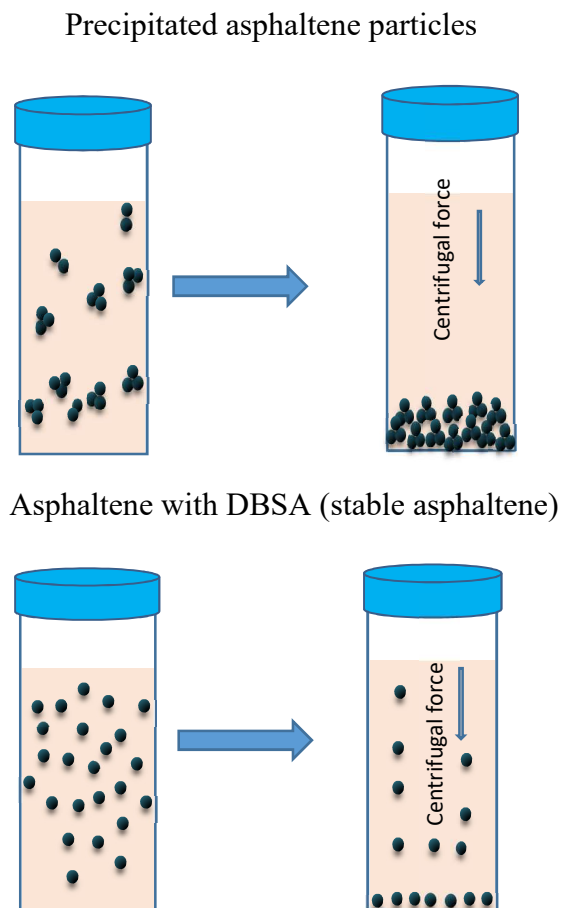 Precipitated asphaltene particles
Centrifugal force
Asphaltene with DBSA (stable asphaltene)
Centrifugal force